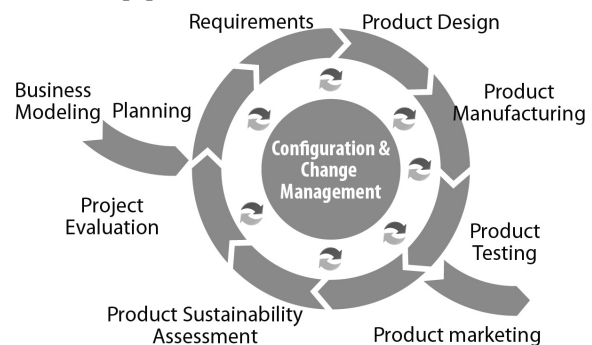 Requirements
Product Design
Business
Modeling
Planning
Product
Manufacturing
Configuration &
Change
Management
Project
Evaluation
Product
Testing
Product Sustainability
Assessment
Product marketing